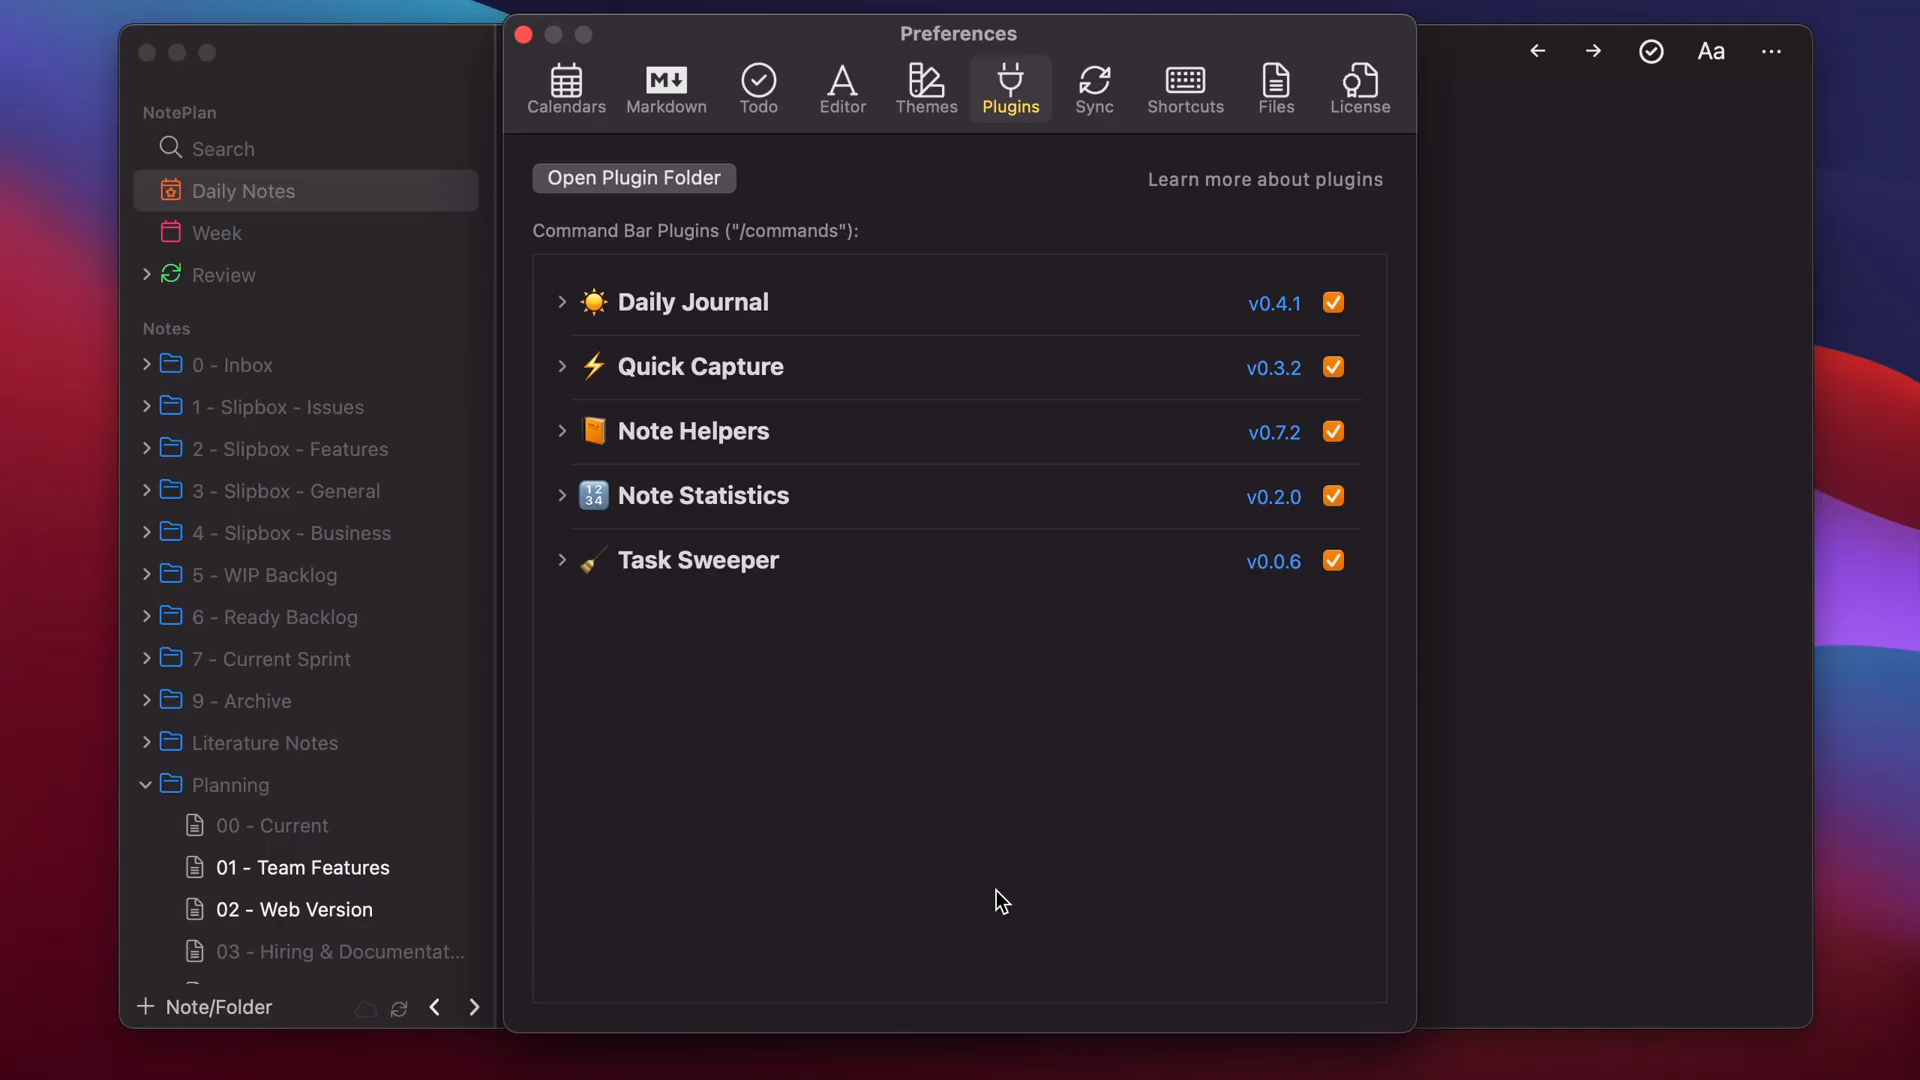 Preferences
Calendars
Markdown
Todo
Editor
Themes
Plugins
Sync
Shortcuts
Files
License
Aa
NotePlan
Search
Daily Notes
Week
Review
Notes
0 - Inbox
1 - Slipbox - Issues
2 - Slipbox - Features
3 - Slipbox - General
4 - Slipbox - Business
5 - WIP Backlog
6 - Ready Backlog
7 - Current Sprint
9 - Archive
Literature Notes
Planning
00 - Current
01 - Team Features
02 - Web Version
03 - Hiring & Documentat...
Note/Folder
Open Plugin Folder
Learn more about plugins
Command Bar Plugins ("/commands"):
Daily Journal v0.4.1
Quick Capture v0.3.2
Note Helpers v0.7.2
Note Statistics v0.2.0
Task Sweeper v0.0.6